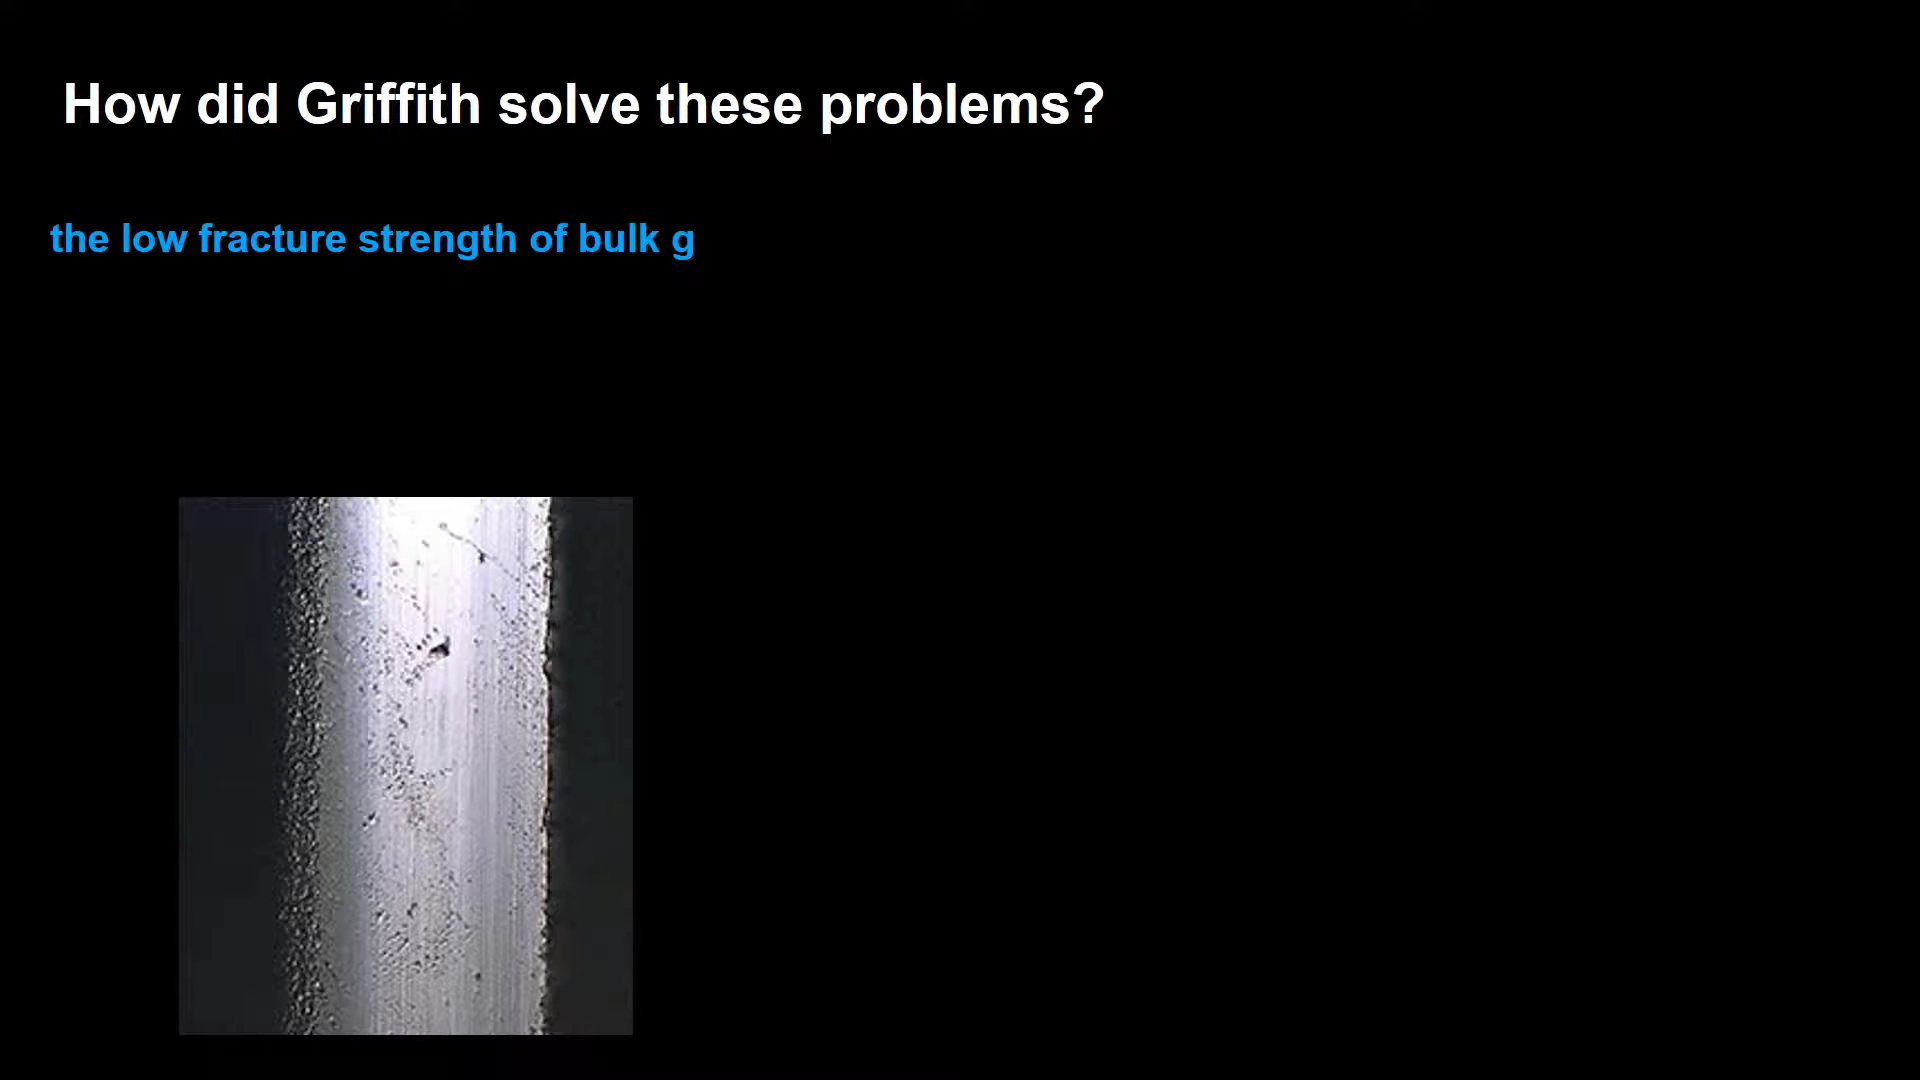 How did Griffith solve these problems?
the low fracture strength of bulk g